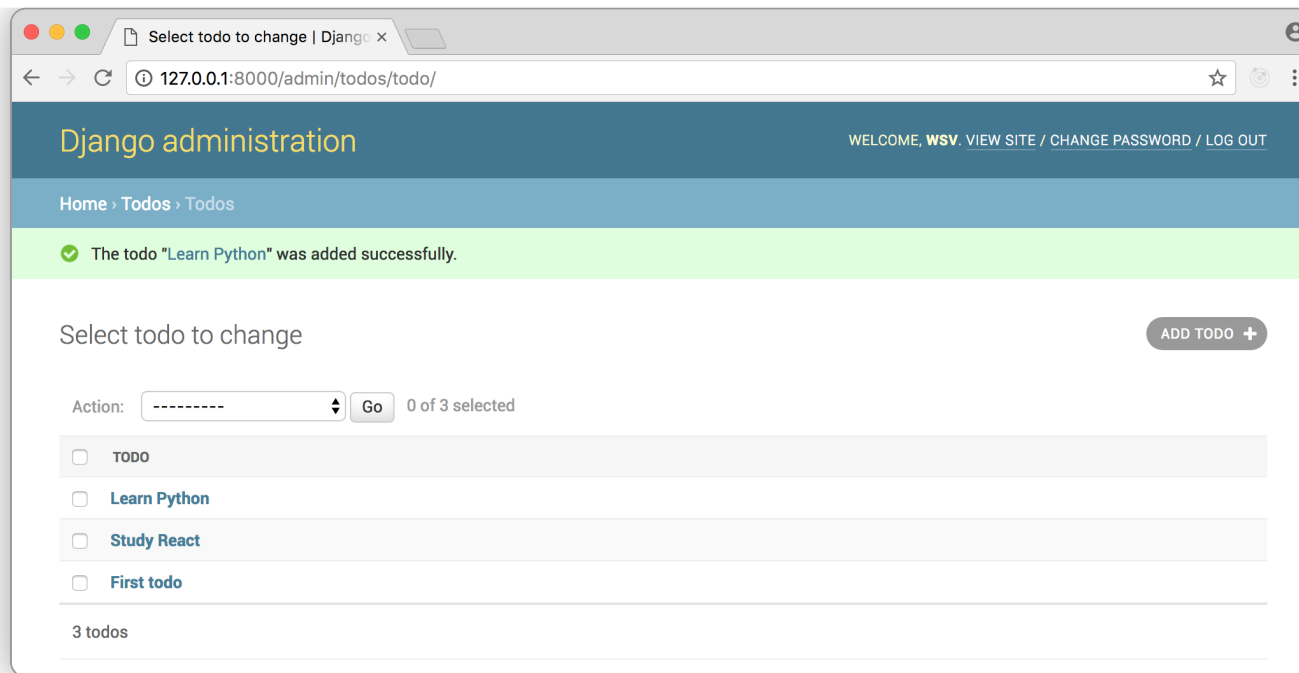 Select todo to change | Django
127.0.0.1:8000/admin/todos/todo/
Django administration
WELCOME, WSV. VIEW SITE / CHANGE PASSWORD / LOG OUT
Home › Todos › Todos
The todo "Learn Python" was added successfully.
Select todo to change
ADD TODO +
Action: --------- Go 0 of 3 selected
TODO
Learn Python
Study React
First todo
3 todos